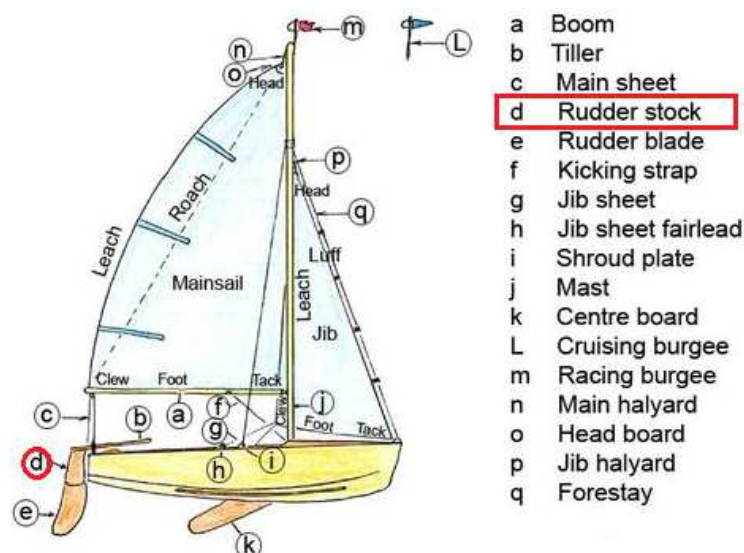 n
m
L
o
Head
p
Head
q
Leach
Roach
Luff
Mainsail
Leach
Jib
Clew Foot Tack
c
b
a
f
Clew
j
g
Foot Tack
d
h
i
e
k
a Boom
b Tiller
c Main sheet
d Rudder stock
e Rudder blade
f Kicking strap
g Jib sheet
h Jib sheet fairlead
i Shroud plate
j Mast
k Centre board
L Cruising burgee
m Racing burgee
n Main halyard
o Head board
p Jib halyard
q Forestay